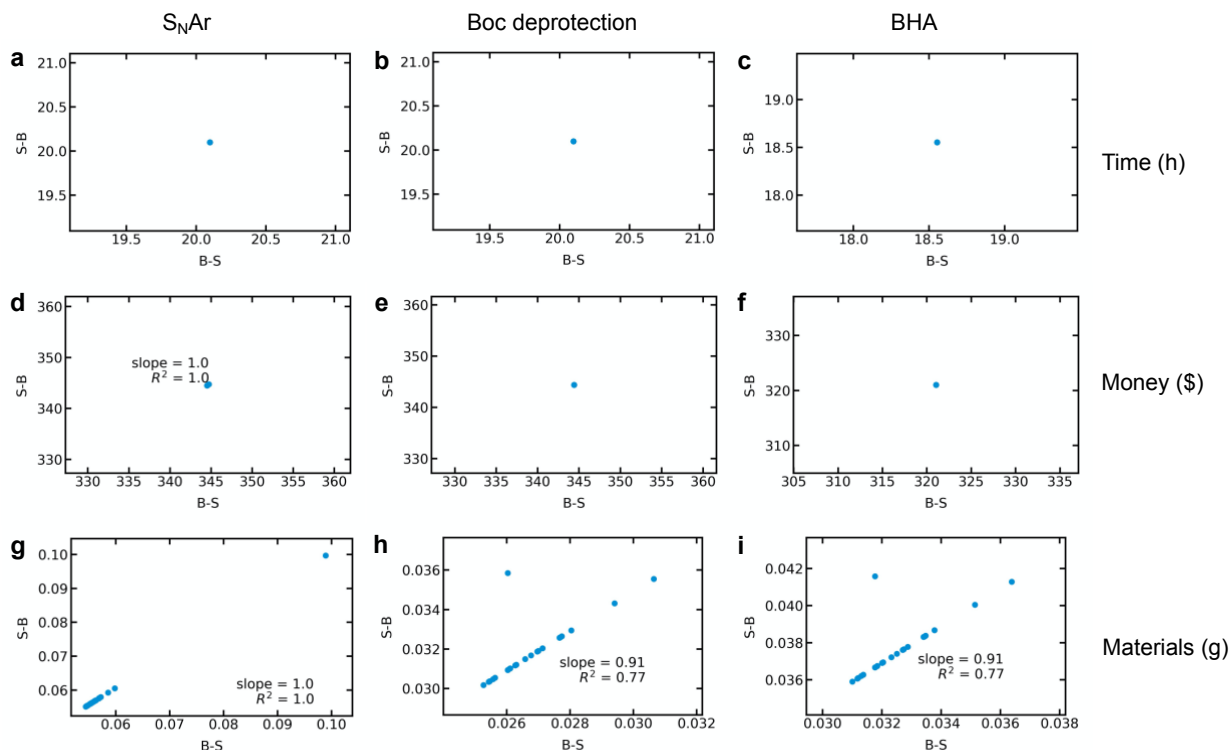 SNAr Boc deprotection BHA
a
21.0
20.5
20.0
19.5
S-B
19.5 20.0 20.5 21.0
B-S
b
21.0
20.5
20.0
19.5
S-B
19.5 20.0 20.5 21.0
B-S
c
19.0
18.5
18.0
S-B
18.0 18.5 19.0
B-S
Time (h)
d
360
350
340
330
S-B
slope = 1.0
R² = 1.0
330 335 340 345 350 355 360
B-S
e
360
350
340
330
S-B
330 335 340 345 350 355 360
B-S
f
330
320
310
S-B
305 310 315 320 325 330 335
B-S
Money ($)
g
0.10
0.09
0.08
0.07
0.06
S-B
slope = 1.0
R² = 1.0
0.06 0.07 0.08 0.09 0.10
B-S
h
0.036
0.034
0.032
0.030
S-B
slope = 0.91
R² = 0.77
0.026 0.028 0.030 0.032
B-S
i
0.042
0.040
0.038
0.036
S-B
slope = 0.91
R² = 0.77
0.030 0.032 0.034 0.036 0.038
B-S
Materials (g)